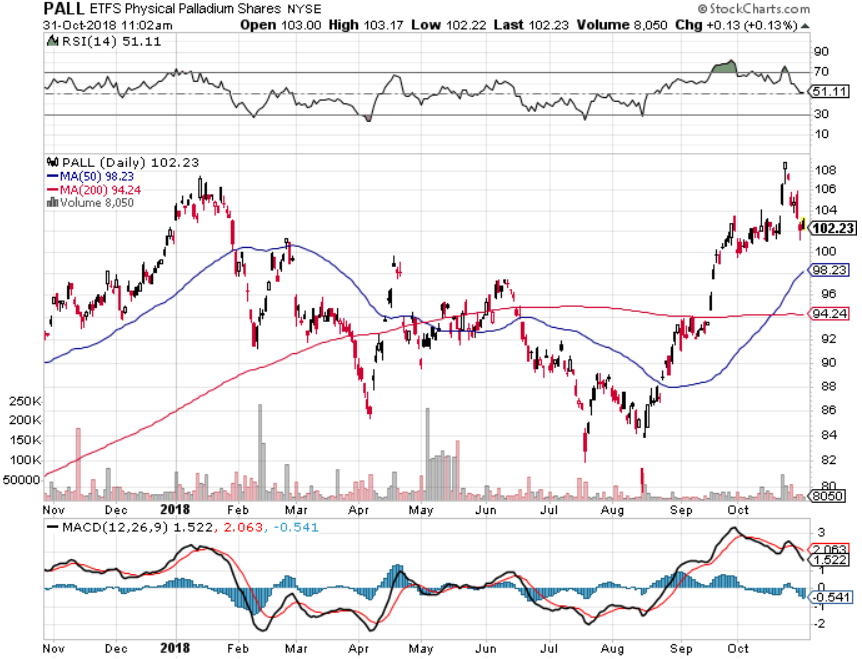 PALL ETFS Physical Palladium Shares NYSE © StockCharts.com
31-Oct-2018 11:02am Open 103.00 High 103.17 Low 102.22 Last 102.23 Volume 8,050 Chg +0.13 (+0.13%)
RSI(14) 51.11
90
70
51.11
30
10
PALL (Daily) 102.23
MA(50) 98.23
MA(200) 94.24
Volume 8,050
108
106
104
102.23
100
98.23
96
94.24
92
90
88
86
84
82
80
8050
250K
200K
150K
100K
50000
Nov Dec 2018 Feb Mar Apr May Jun Jul Aug Sep Oct
MACD(12,26,9) 1.522, 2.063, -0.541
3
2.063
1.522
1
0
-0.541
-1
-2
Nov Dec 2018 Feb Mar Apr May Jun Jul Aug Sep Oct